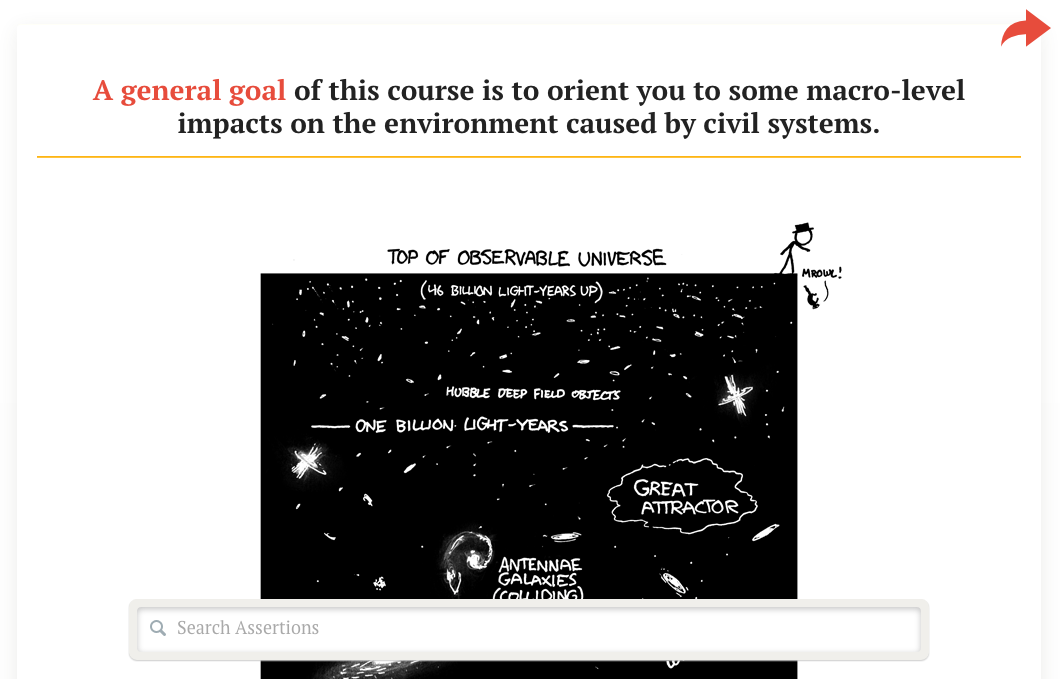 A general goal of this course is to orient you to some macro-level
impacts on the environment caused by civil systems.
TOP OF OBSERVABLE UNIVERSE
MROWL!
(46 BILLION LIGHT-YEARS UP)
HUBBLE DEEP FIELD OBJECTS
ONE BILLION LIGHT-YEARS
GREAT
ATTRACTOR
ANTENNAE
GALAXIES
(COLLIDING)
Search Assertions